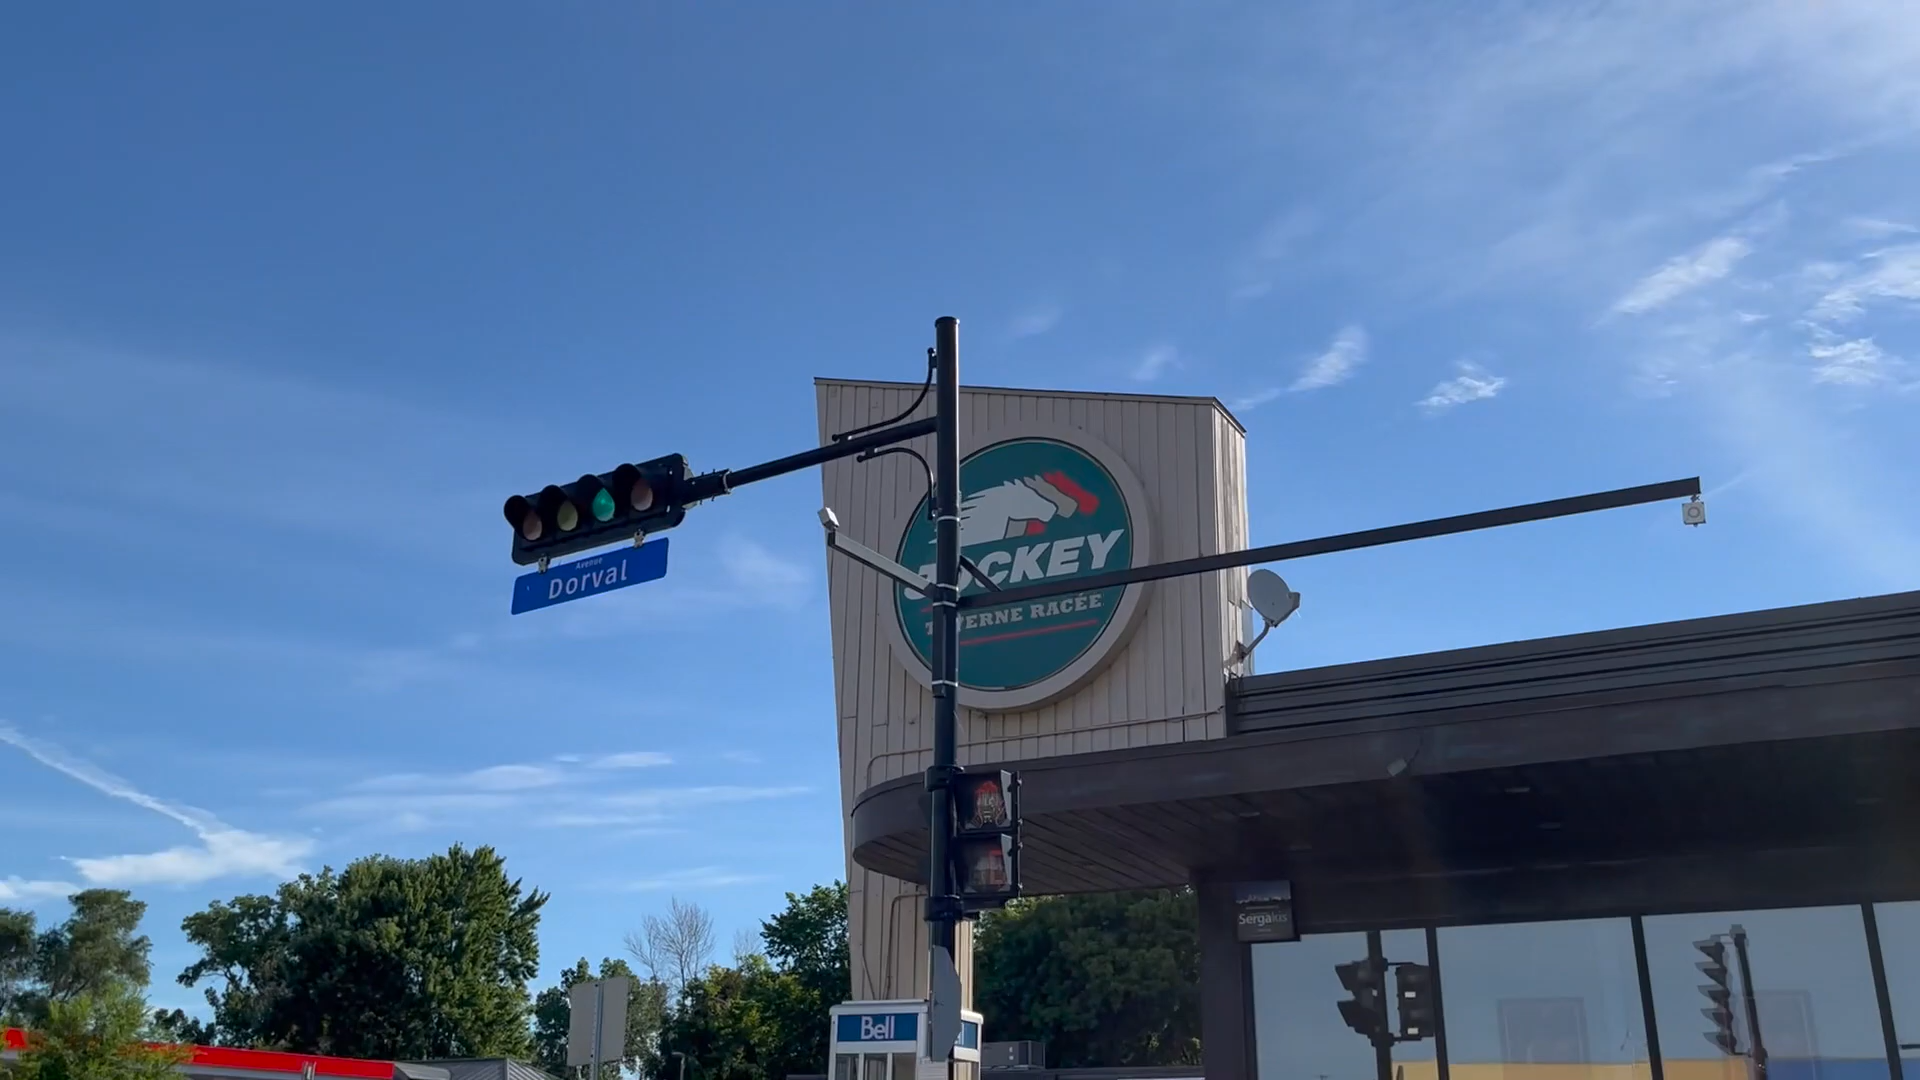 Avenue
Dorval
JOCKEY
TAVERNE RACÉE
Bell
Sergakis